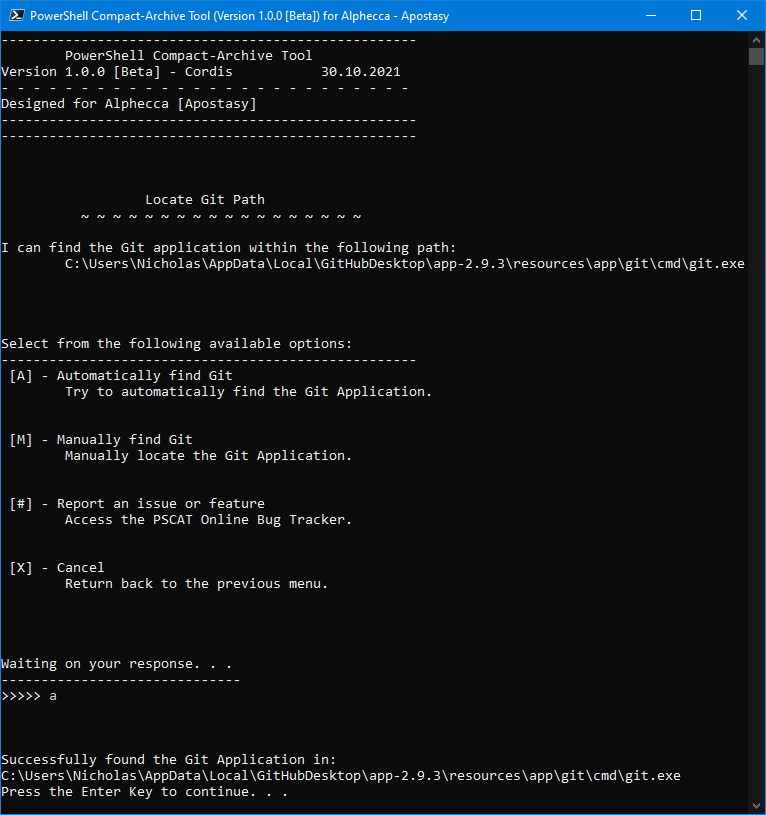 PowerShell Compact-Archive Tool (Version 1.0.0 [Beta]) for Alphecca - Apostasy
----------------------------------------------------
PowerShell Compact-Archive Tool
Version 1.0.0 [Beta] - Cordis 30.10.2021
- - - - - - - - - - - - - - - - - - - - - - - - - -
Designed for Alphecca [Apostasy]
----------------------------------------------------
----------------------------------------------------
Locate Git Path
~ ~ ~ ~ ~ ~ ~ ~ ~ ~ ~ ~ ~ ~ ~ ~ ~ ~
I can find the Git application within the following path:
C:\Users\Nicholas\AppData\Local\GitHubDesktop\app-2.9.3\resources\app\git\cmd\git.exe
Select from the following available options:
----------------------------------------------------
[A] - Automatically find Git
Try to automatically find the Git Application.
[M] - Manually find Git
Manually locate the Git Application.
[#] - Report an issue or feature
Access the PSCAT Online Bug Tracker.
[X] - Cancel
Return back to the previous menu.
Waiting on your response. . .
------------------------------
>>>>> a
Successfully found the Git Application in:
C:\Users\Nicholas\AppData\Local\GitHubDesktop\app-2.9.3\resources\app\git\cmd\git.exe
Press the Enter Key to continue. . .